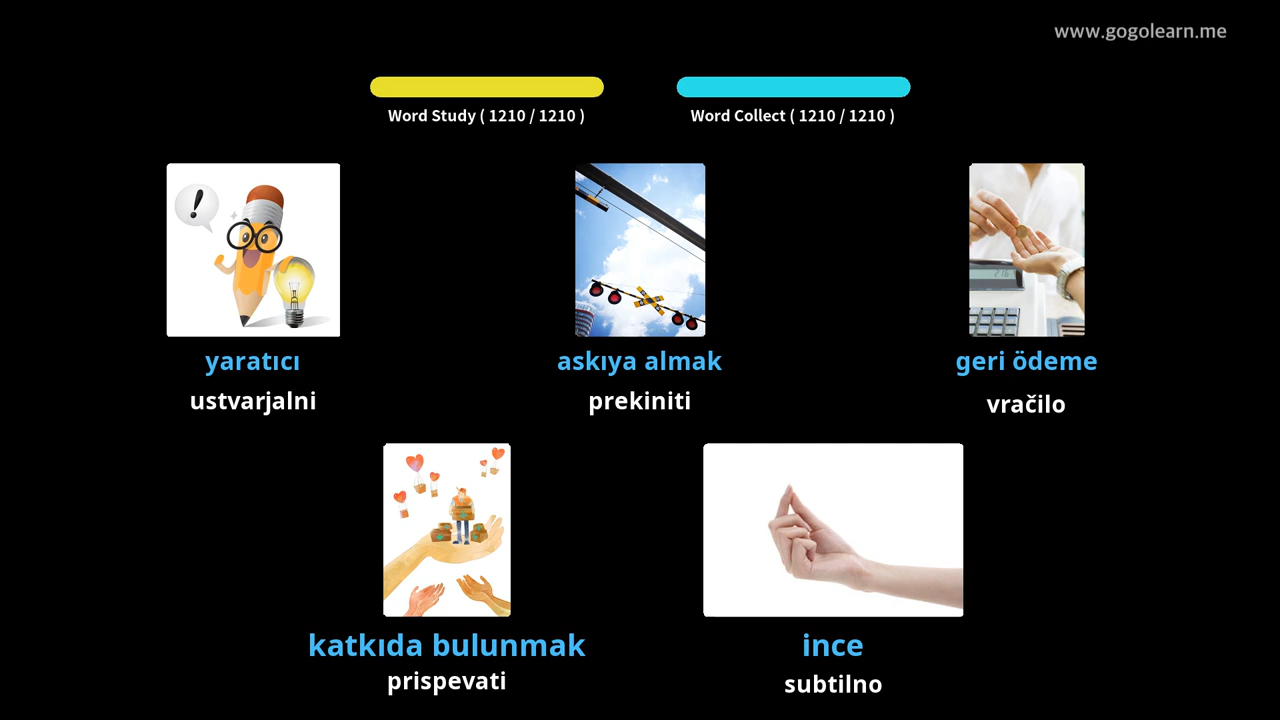 www.gogolearn.me
Word Study ( 1210 / 1210 )
Word Collect ( 1210 / 1210 )
yaratıcı
ustvarjalni
askıya almak
prekiniti
geri ödeme
vračilo
katkıda bulunmak
prispevati
ince
subtilno